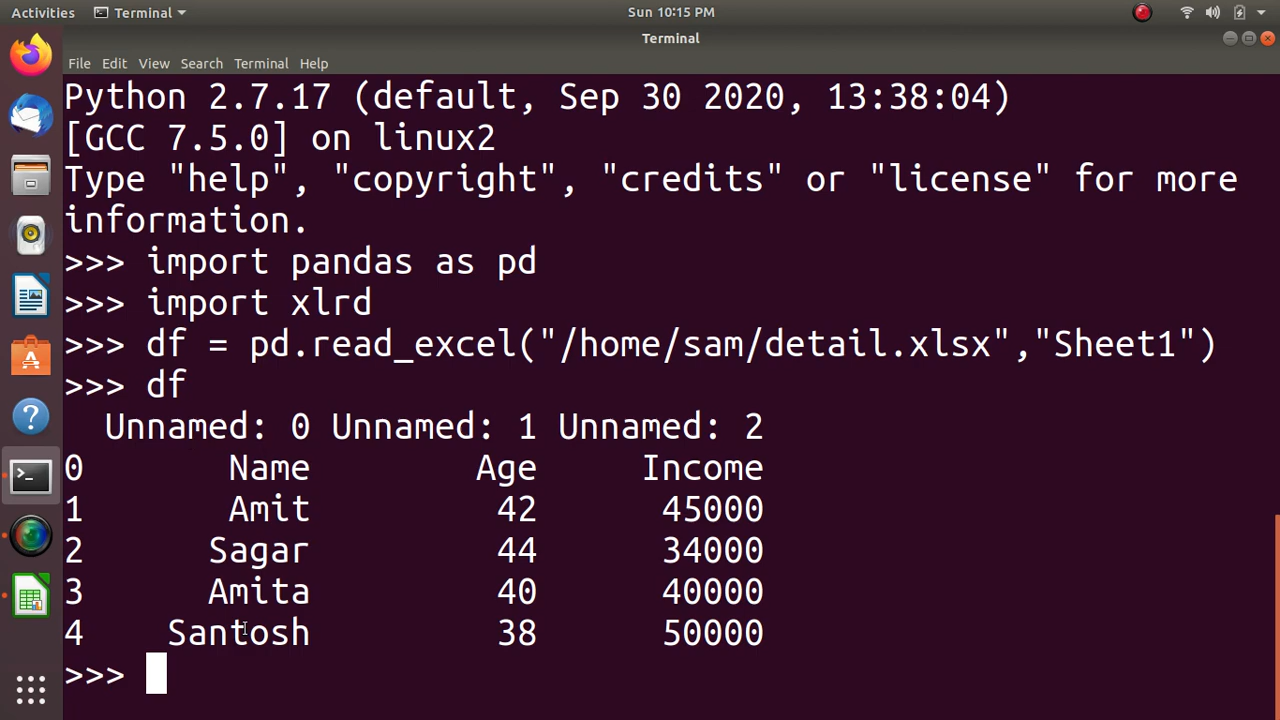 Activities Terminal Sun 10:15 PM
Terminal
File Edit View Search Terminal Help
Python 2.7.17 (default, Sep 30 2020, 13:38:04)
[GCC 7.5.0] on linux2
Type "help", "copyright", "credits" or "license" for more
information.
>>> import pandas as pd
>>> import xlrd
>>> df = pd.read_excel("/home/sam/detail.xlsx","Sheet1")
>>> df
Unnamed: 0 Unnamed: 1 Unnamed: 2
0 Name Age Income
1 Amit 42 45000
2 Sagar 44 34000
3 Amita 40 40000
4 Santosh 38 50000
>>>